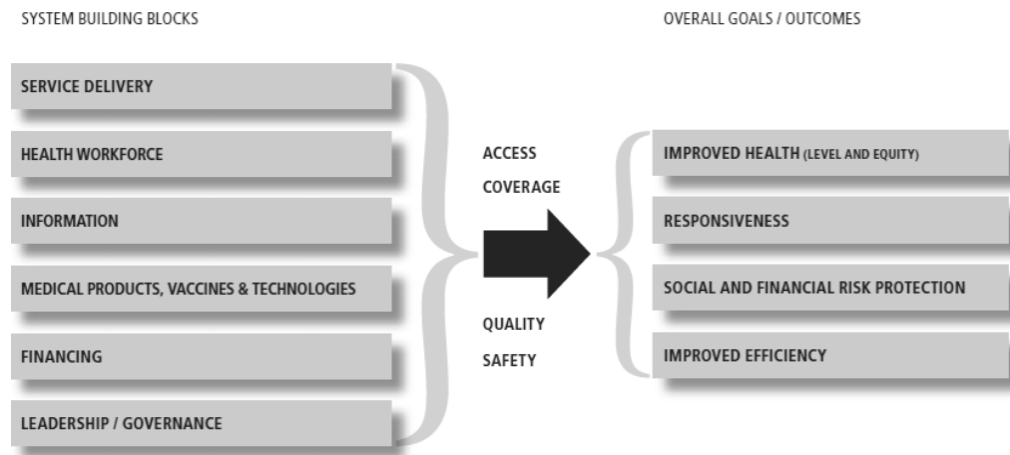 SYSTEM BUILDING BLOCKS
OVERALL GOALS / OUTCOMES
SERVICE DELIVERY
HEALTH WORKFORCE
INFORMATION
MEDICAL PRODUCTS, VACCINES & TECHNOLOGIES
FINANCING
LEADERSHIP / GOVERNANCE
ACCESS
COVERAGE
QUALITY
SAFETY
IMPROVED HEALTH (LEVEL AND EQUITY)
RESPONSIVENESS
SOCIAL AND FINANCIAL RISK PROTECTION
IMPROVED EFFICIENCY